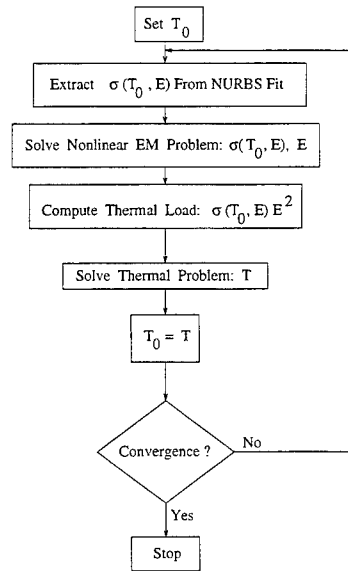 Set T₀
Extract σ(T₀, E) From NURBS Fit
Solve Nonlinear EM Problem: σ(T₀, E), E
Compute Thermal Load: σ(T₀, E) E²
Solve Thermal Problem: T
T₀ = T
Convergence ?
No
Yes
Stop